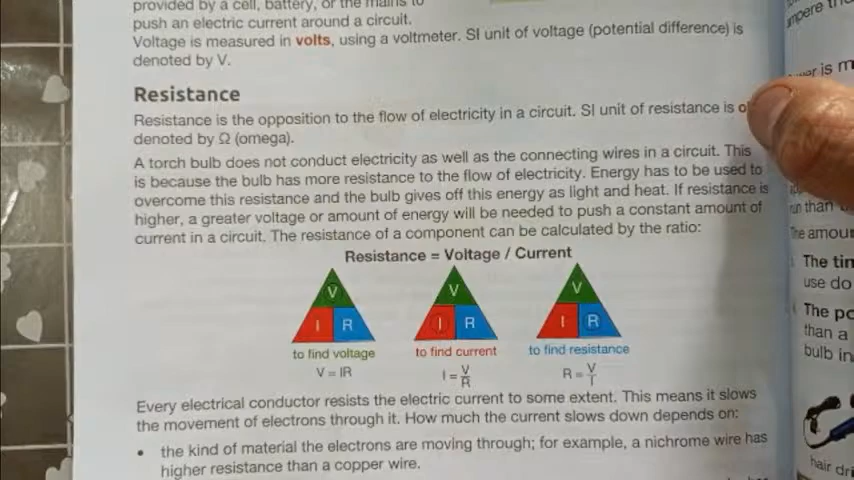 provided by a cell, battery, or the mains to
push an electric current around a circuit.
Voltage is measured in volts, using a voltmeter. SI unit of voltage (potential difference) is
denoted by V.
Resistance
Resistance is the opposition to the flow of electricity in a circuit. SI unit of resistance is
denoted by Ω (omega).
A torch bulb does not conduct electricity as well as the connecting wires in a circuit. This
is because the bulb has more resistance to the flow of electricity. Energy has to be used to
overcome this resistance and the bulb gives off this energy as light and heat. If resistance is
higher, a greater voltage or amount of energy will be needed to push a constant amount of
current in a circuit. The resistance of a component can be calculated by the ratio:
Resistance = Voltage / Current
V V V
I R I R I R
to find voltage to find current to find resistance
V = IR I = V/R R = V/I
Every electrical conductor resists the electric current to some extent. This means it slows
the movement of electrons through it. How much the current slows down depends on:
• the kind of material the electrons are moving through; for example, a nichrome wire has
higher resistance than a copper wire.
is
than
The
The
use
The
than a
bulb in
hair